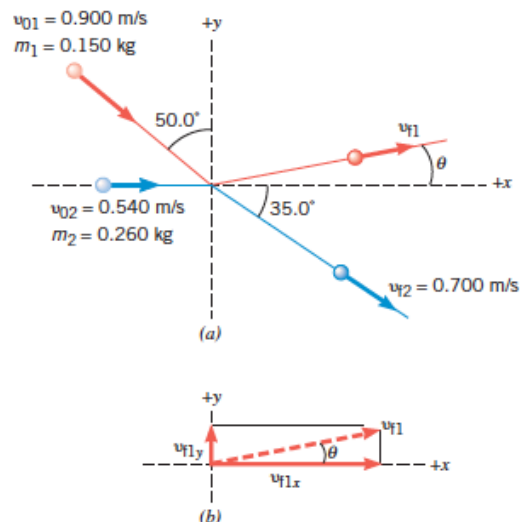 v01 = 0.900 m/s
m1 = 0.150 kg
+y
50.0°
vf1
θ
+x
v02 = 0.540 m/s
m2 = 0.260 kg
35.0°
vf2 = 0.700 m/s
(a)
+y
vf1
vf1y
θ
+x
vf1x
(b)